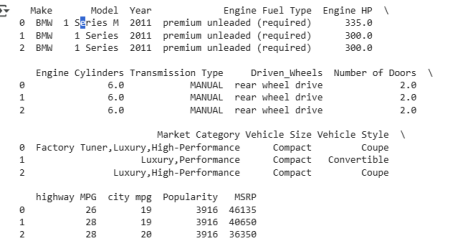 Make Model Year Engine Fuel Type Engine HP \
0 BMW 1 Series M 2011 premium unleaded (required) 335.0
1 BMW 1 Series 2011 premium unleaded (required) 300.0
2 BMW 1 Series 2011 premium unleaded (required) 300.0
Engine Cylinders Transmission Type Driven_Wheels Number of Doors \
0 6.0 MANUAL rear wheel drive 2.0
1 6.0 MANUAL rear wheel drive 2.0
2 6.0 MANUAL rear wheel drive 2.0
Market Category Vehicle Size Vehicle Style \
0 Factory Tuner,Luxury,High-Performance Compact Coupe
1 Luxury,Performance Compact Convertible
2 Luxury,High-Performance Compact Coupe
highway MPG city mpg Popularity MSRP
0 26 19 3916 46135
1 28 19 3916 40650
2 28 20 3916 36350